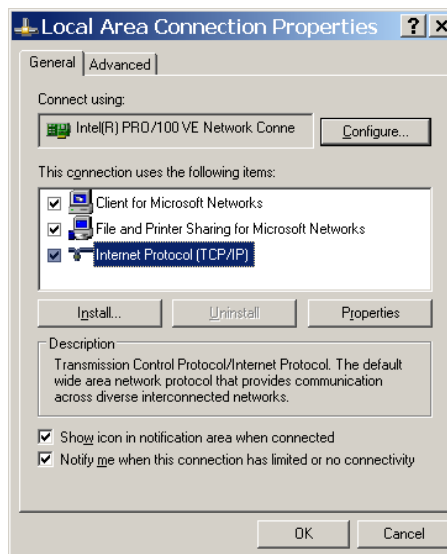 Local Area Connection Properties
General
Advanced
Connect using:
Intel(R) PRO/100 VE Network Conne
Configure...
This connection uses the following items:
Client for Microsoft Networks
File and Printer Sharing for Microsoft Networks
Internet Protocol (TCP/IP)
Install...
Uninstall
Properties
Description
Transmission Control Protocol/Internet Protocol. The default
wide area network protocol that provides communication
across diverse interconnected networks.
Show icon in notification area when connected
Notify me when this connection has limited or no connectivity
OK
Cancel